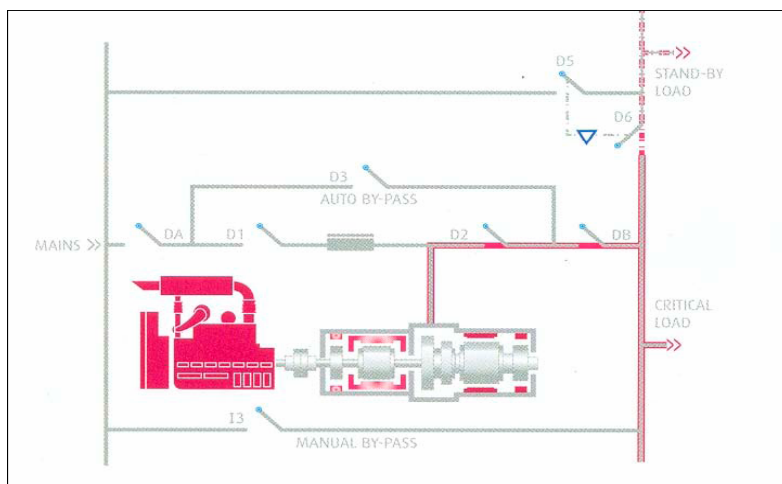 D5
STAND-BY
LOAD
D6
D3
AUTO BY-PASS
MAINS
DA
D1
D2
DB
CRITICAL
LOAD
I3
MANUAL BY-PASS